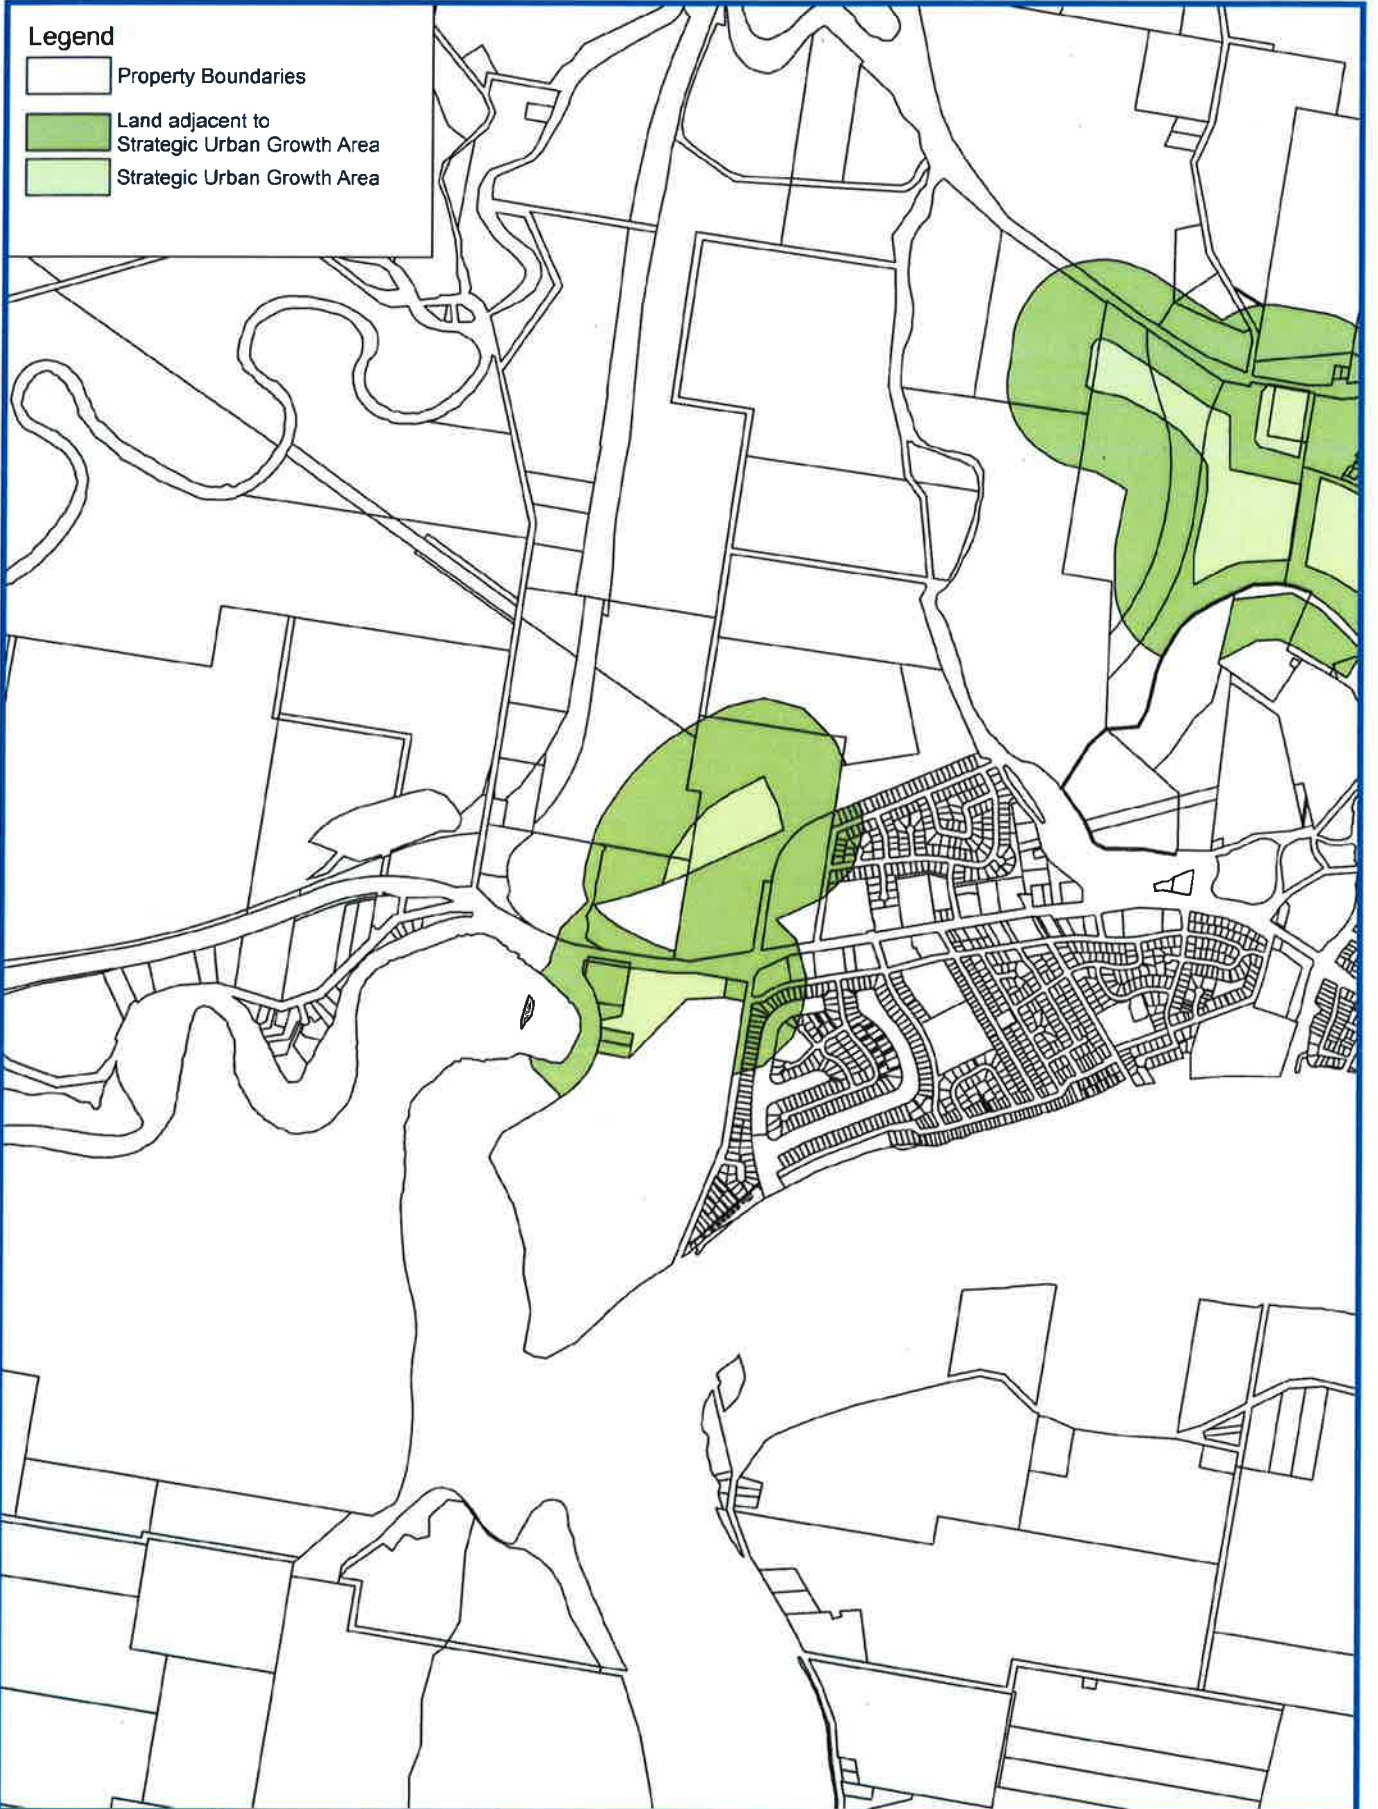 Legend
Property Boundaries
Land adjacent to
Strategic Urban Growth Area
Strategic Urban Growth Area